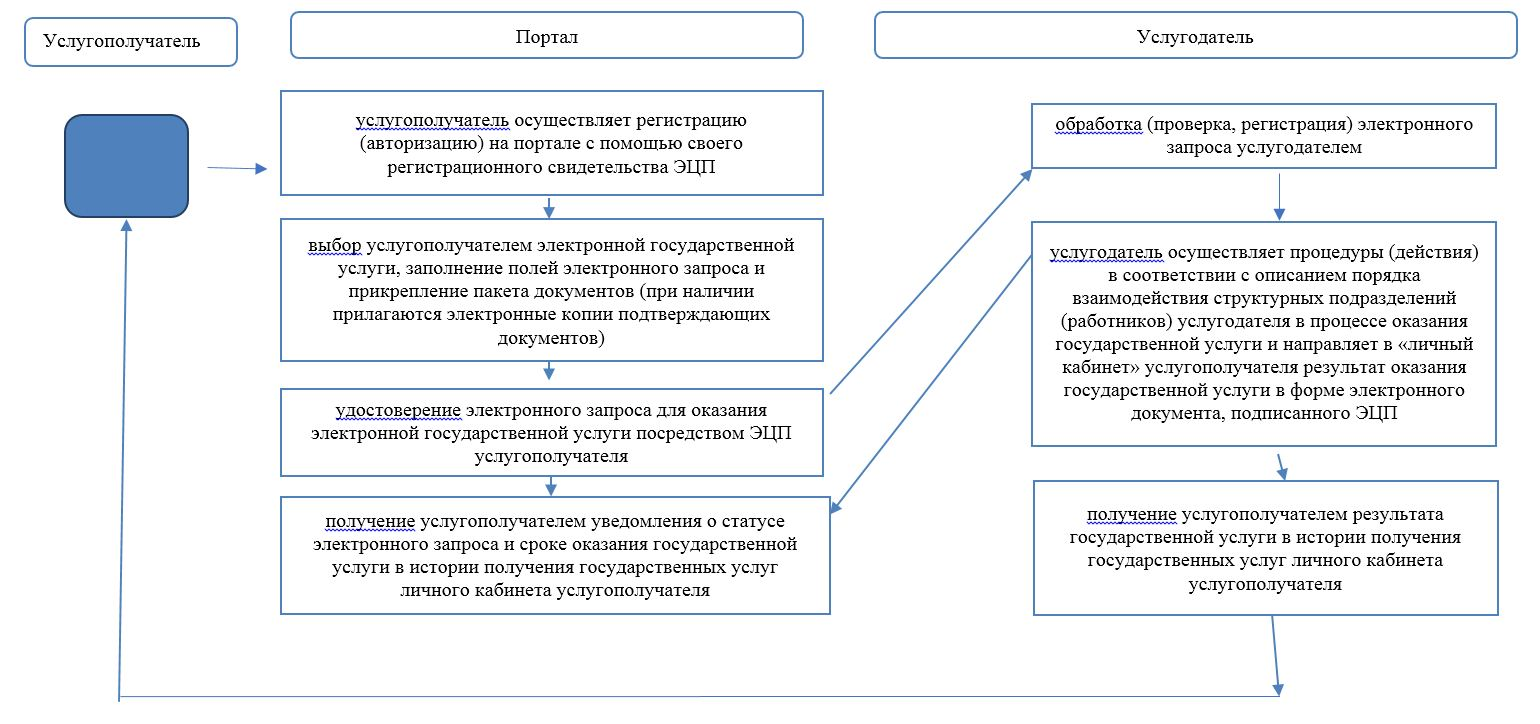 Услугополучатель
Портал
Услугодатель
услугополучатель осуществляет регистрацию
(авторизацию) на портале с помощью своего
регистрационного свидетельства ЭЦП
выбор услугополучателем электронной государственной
услуги, заполнение полей электронного запроса и
прикрепление пакета документов (при наличии
прилагаются электронные копии подтверждающих
документов)
удостоверение электронного запроса для оказания
электронной государственной услуги посредством ЭЦП
услугополучателя
получение услугополучателем уведомления о статусе
электронного запроса и сроке оказания государственной
услуги в истории получения государственных услуг
личного кабинета услугополучателя
обработка (проверка, регистрация) электронного
запроса услугодателем
услугодатель осуществляет процедуры (действия)
в соответствии с описанием порядка
взаимодействия структурных подразделений
(работников) услугодателя в процессе оказания
государственной услуги и направляет в «личный
кабинет» услугополучателя результат оказания
государственной услуги в форме электронного
документа, подписанного ЭЦП
получение услугополучателем результата
государственной услуги в истории получения
государственных услуг личного кабинета
услугополучателя